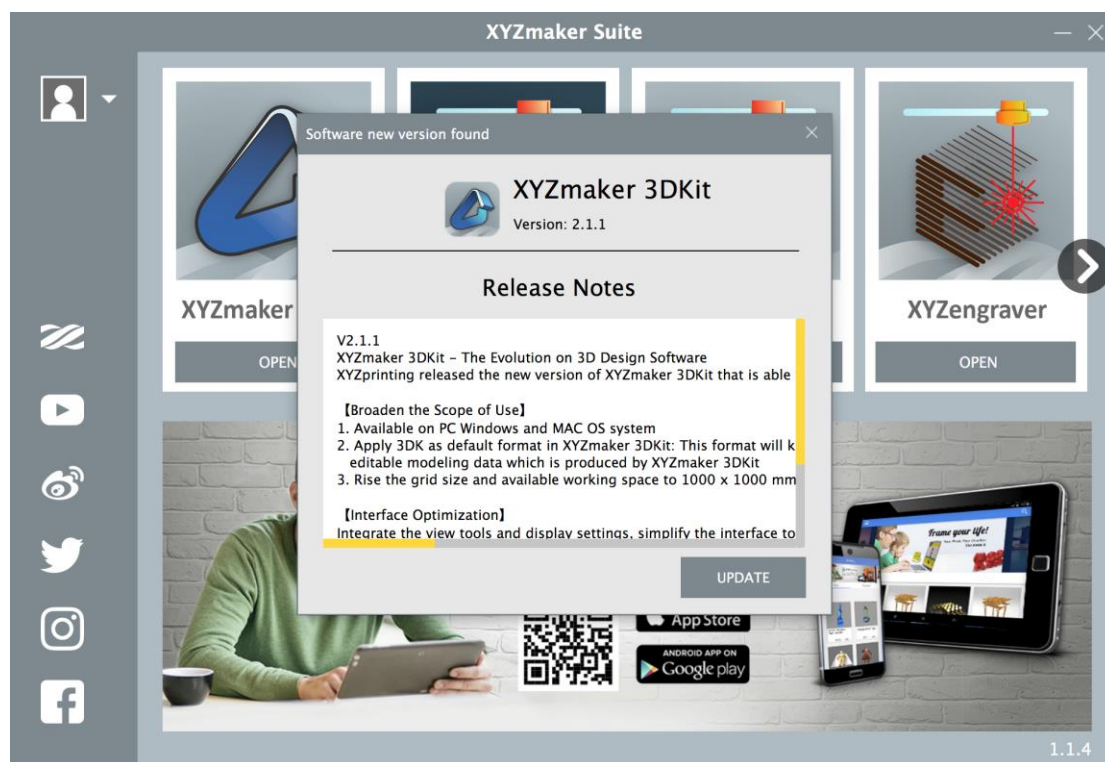 XYZmaker Suite
Software new version found
XYZmaker 3DKit
Version: 2.1.1
Release Notes
V2.1.1
XYZmaker 3DKit – The Evolution on 3D Design Software
XYZprinting released the new version of XYZmaker 3DKit that is able
【Broaden the Scope of Use】
1. Available on PC Windows and MAC OS system
2. Apply 3DK as default format in XYZmaker 3DKit: This format will k
editable modeling data which is produced by XYZmaker 3DKit
3. Rise the grid size and available working space to 1000 x 1000 mm
【Interface Optimization】
Integrate the view tools and display settings, simplify the interface to
UPDATE
XYZmaker
OPEN
XYZengraver
OPEN
App Store
ANDROID APP ON
Google play
Frame your life!
1.1.4